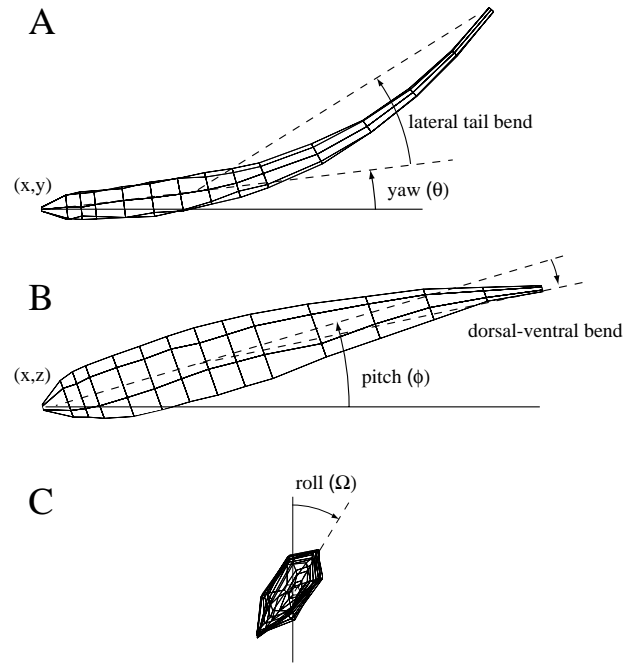 A
lateral tail bend
(x,y)
yaw (θ)
B
dorsal-ventral bend
(x,z)
pitch (ϕ)
C
roll (Ω)